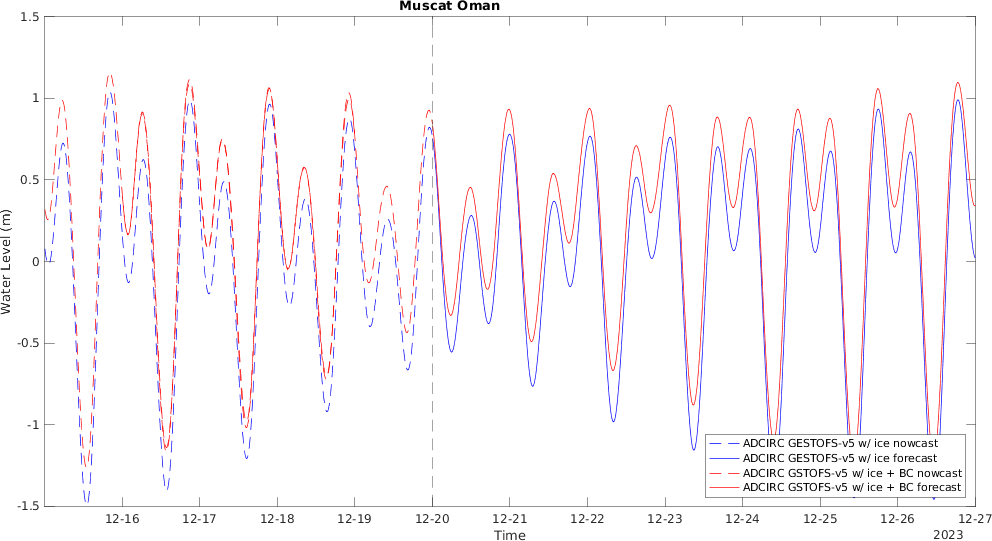 Muscat Oman
1.5
1
0.5
0
-0.5
-1
-1.5
Water Level (m)
ADCIRC GESTOFS-v5 w/ ice nowcast
ADCIRC GESTOFS-v5 w/ ice forecast
ADCIRC GSTOFS-v5 w/ ice + BC nowcast
ADCIRC GSTOFS-v5 w/ ice + BC forecast
12-16 12-17 12-18 12-19 12-20 12-21 12-22 12-23 12-24 12-25 12-26 12-27
Time
2023